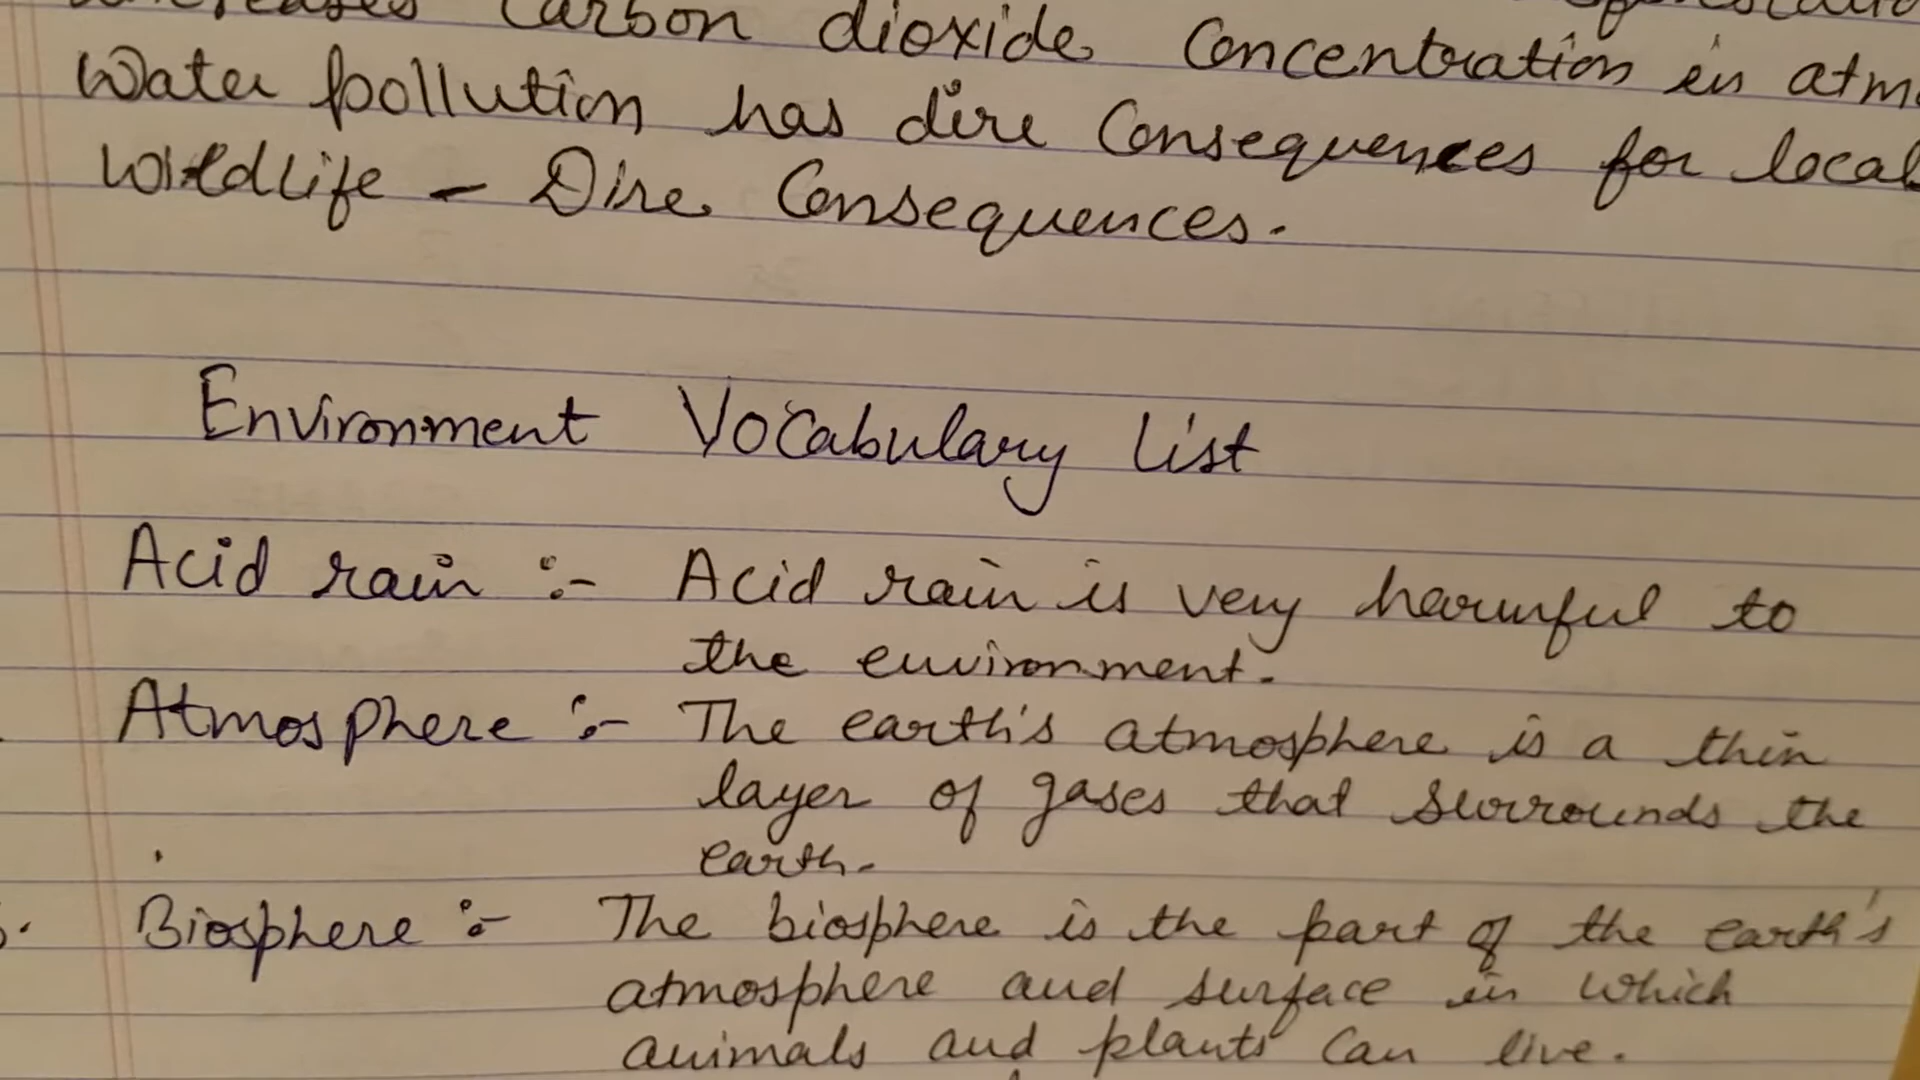 increases Carbon dioxide Concentration in atm
Water pollution has dire Consequences for local
Wildlife – Dire Consequences.
Environment Vocabulary list
Acid rain :- Acid rain is very harmful to
the environment.
Atmosphere :- The earth's atmosphere is a thin
layer of gases that surrounds the
earth.
Biosphere :- The biosphere is the part of the earth's
atmosphere and surface in which
animals and plants Can live.